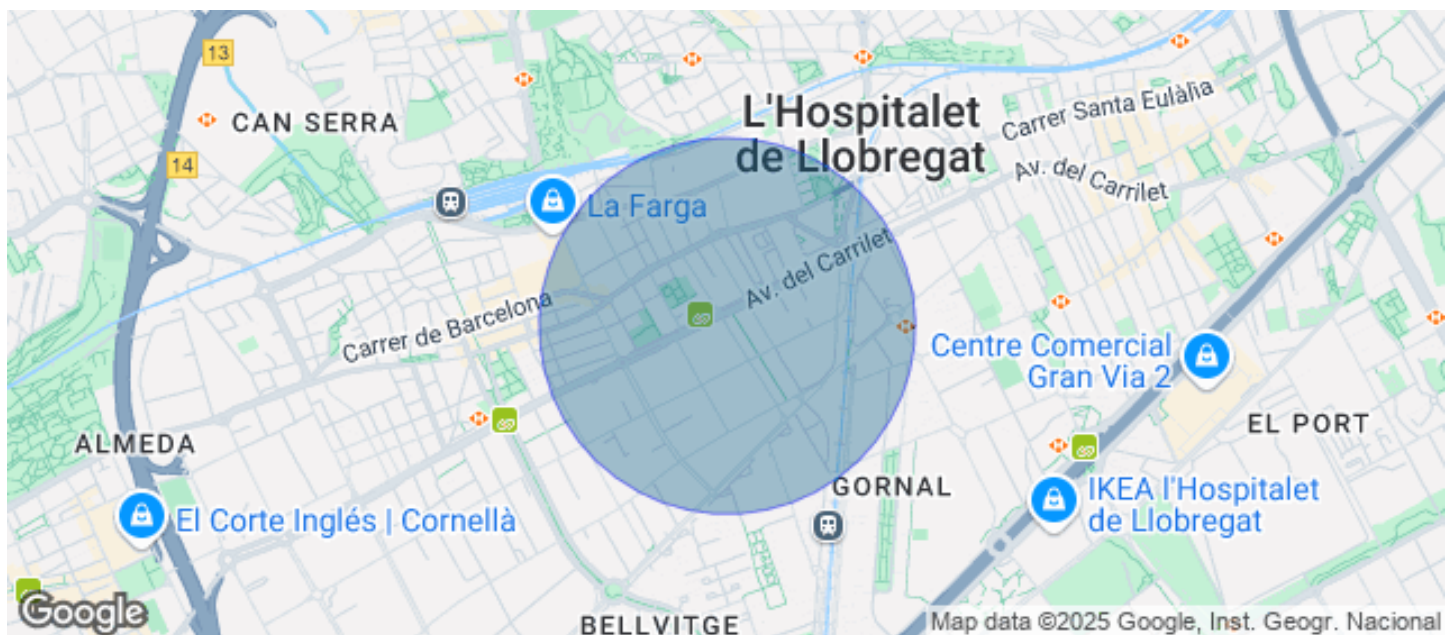 13
CAN SERRA
14
L'Hospitalet
de Llobregat
Carrer Santa Eulàlia
Av. del Carrilet
La Farga
Av. del Carrilet
Carrer de Barcelona
Centre Comercial
Gran Via 2
ALMEDA
EL PORT
GORNAL
El Corte Inglés | Cornellà
IKEA l'Hospitalet
de Llobregat
BELLVITGE
Google
Map data ©2025 Google, Inst. Geogr. Nacional